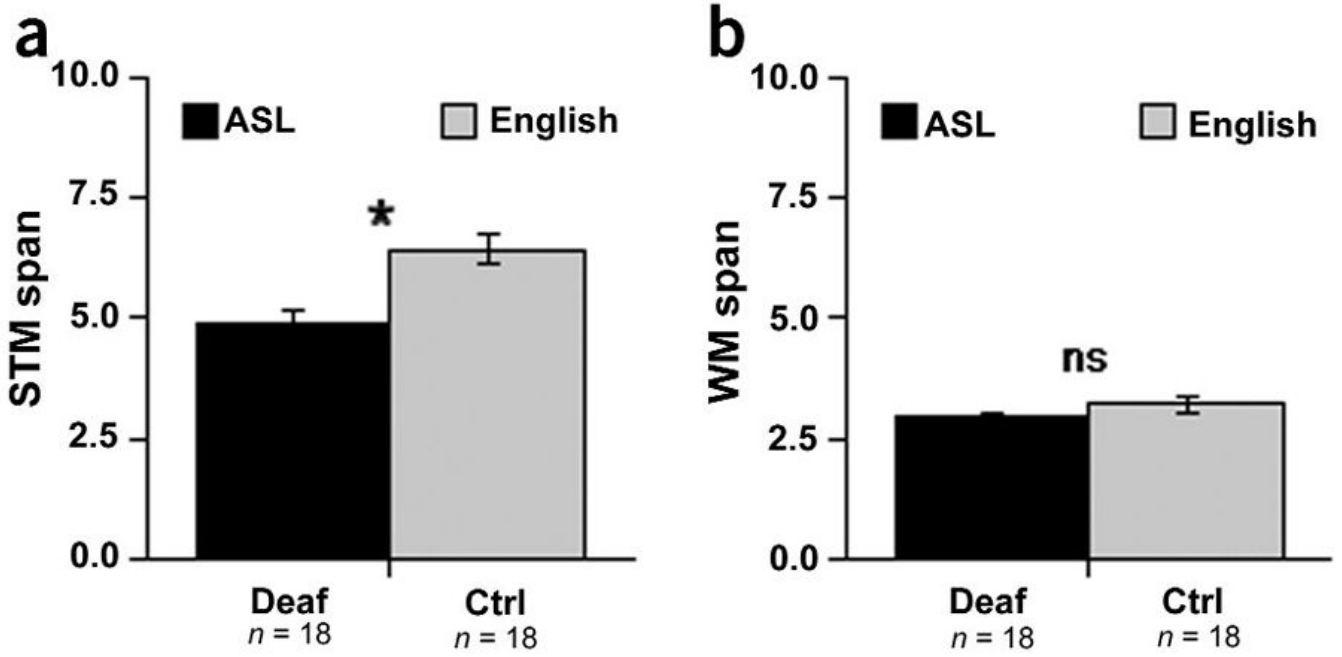 a
10.0
ASL English
7.5
*
5.0
2.5
0.0
STM span
Deaf Ctrl
n = 18 n = 18
b
10.0
ASL English
7.5
5.0
ns
2.5
0.0
WM span
Deaf Ctrl
n = 18 n = 18